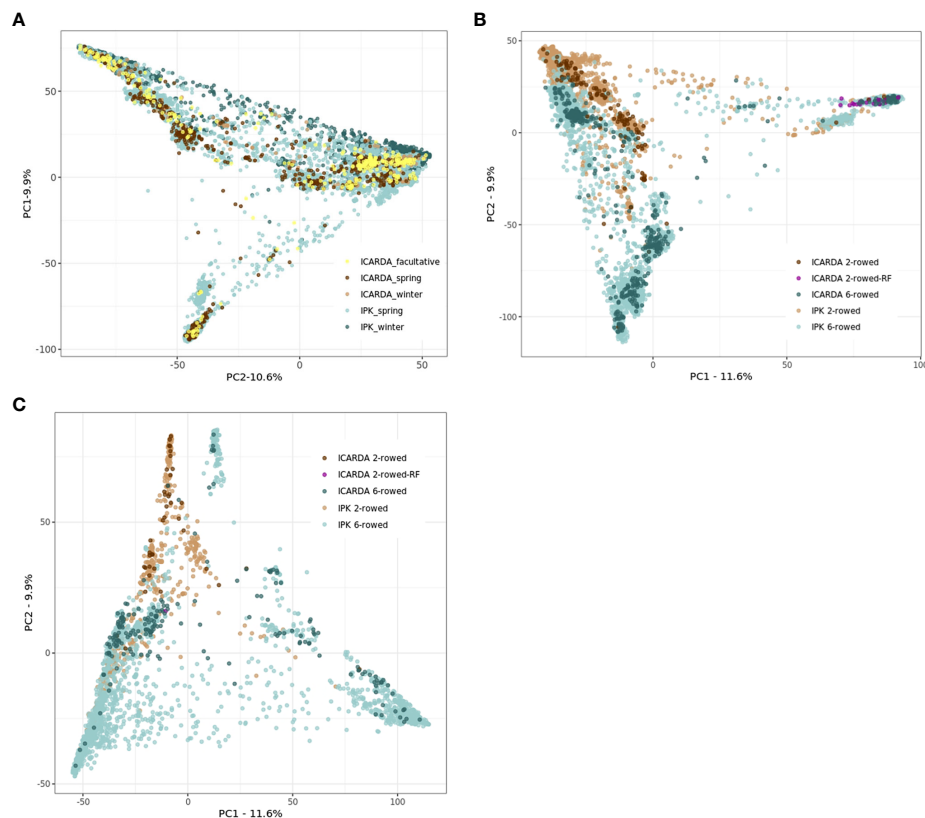 A
50
0
-50
-100
PC1-9.9%
-50
0
50
PC2-10.6%
ICARDA_facultative
ICARDA_spring
ICARDA_winter
IPK_spring
IPK_winter
B
50
0
-50
-100
PC2 - 9.9%
0
50
100
PC1 - 11.6%
ICARDA 2-rowed
ICARDA 2-rowed-RF
ICARDA 6-rowed
IPK 2-rowed
IPK 6-rowed
C
50
0
-50
PC2 - 9.9%
-50
0
50
100
PC1 - 11.6%
ICARDA 2-rowed
ICARDA 2-rowed-RF
ICARDA 6-rowed
IPK 2-rowed
IPK 6-rowed